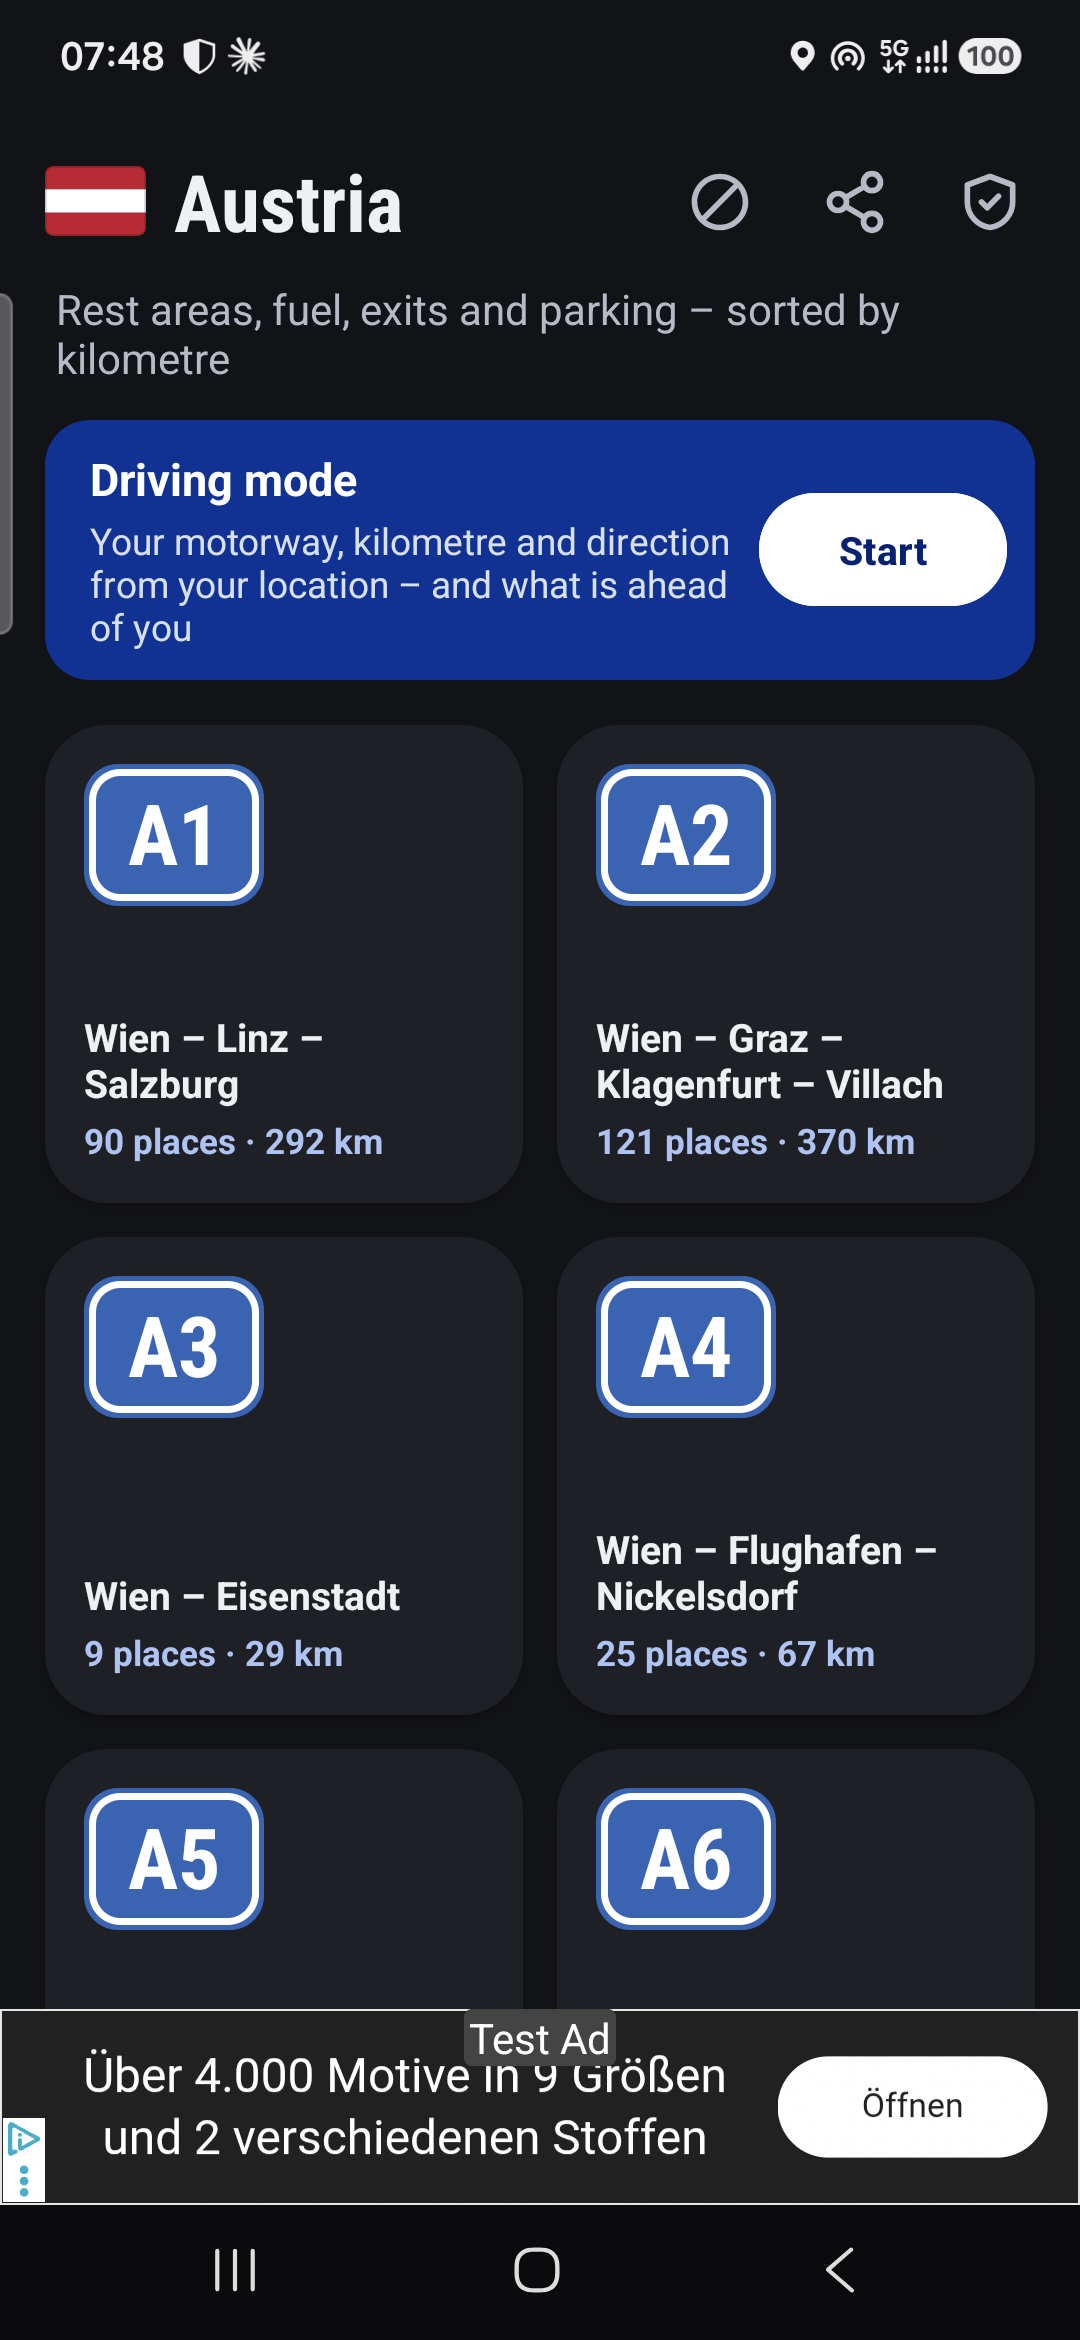 07:48
5G
100
Austria
Rest areas, fuel, exits and parking – sorted by
kilometre
Driving mode
Your motorway, kilometre and direction
from your location – and what is ahead
of you
Start
A1
Wien – Linz –
Salzburg
90 places · 292 km
A2
Wien – Graz –
Klagenfurt – Villach
121 places · 370 km
A3
Wien – Eisenstadt
9 places · 29 km
A4
Wien – Flughafen –
Nickelsdorf
25 places · 67 km
A5
A6
Test Ad
Über 4.000 Motive in 9 Größen
und 2 verschiedenen Stoffen
Öffnen